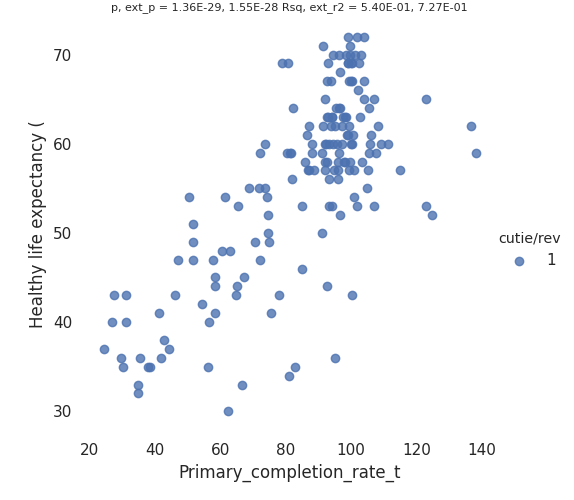 p, ext_p = 1.36E-29, 1.55E-28 Rsq, ext_r2 = 5.40E-01, 7.27E-01
70
60
50
40
30
Healthy life expectancy (
20 40 60 80 100 120 140
Primary_completion_rate_t
cutie/rev
1